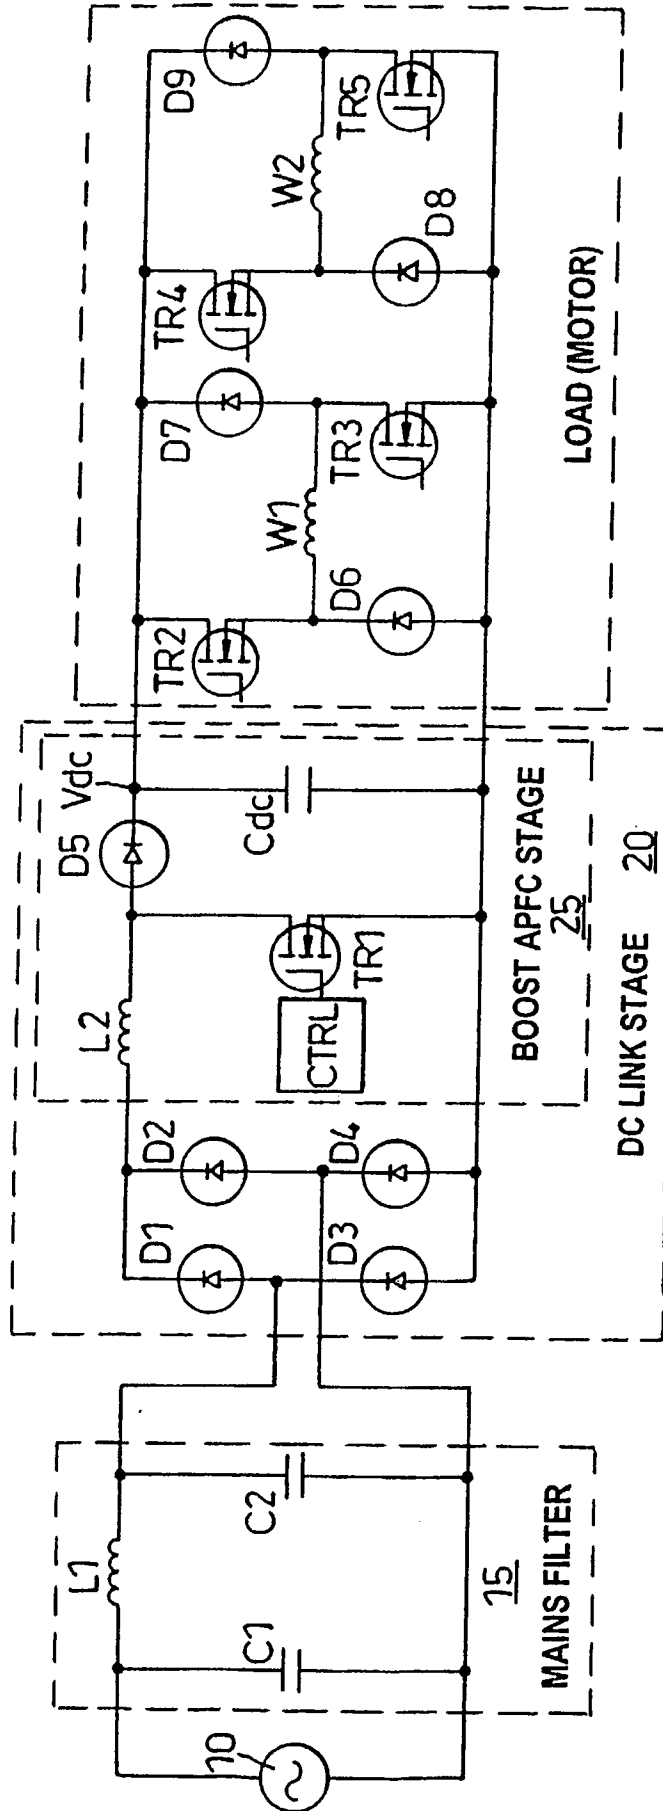 10
C1
L1
C2
MAINS FILTER
15
D1
D2
D3
D4
L2
CTRL
TR1
D5
Vdc
Cdc
BOOST APFC STAGE
25
DC LINK STAGE
20
TR2
D6
W1
D7
TR3
TR4
D8
W2
D9
TR5
LOAD (MOTOR)